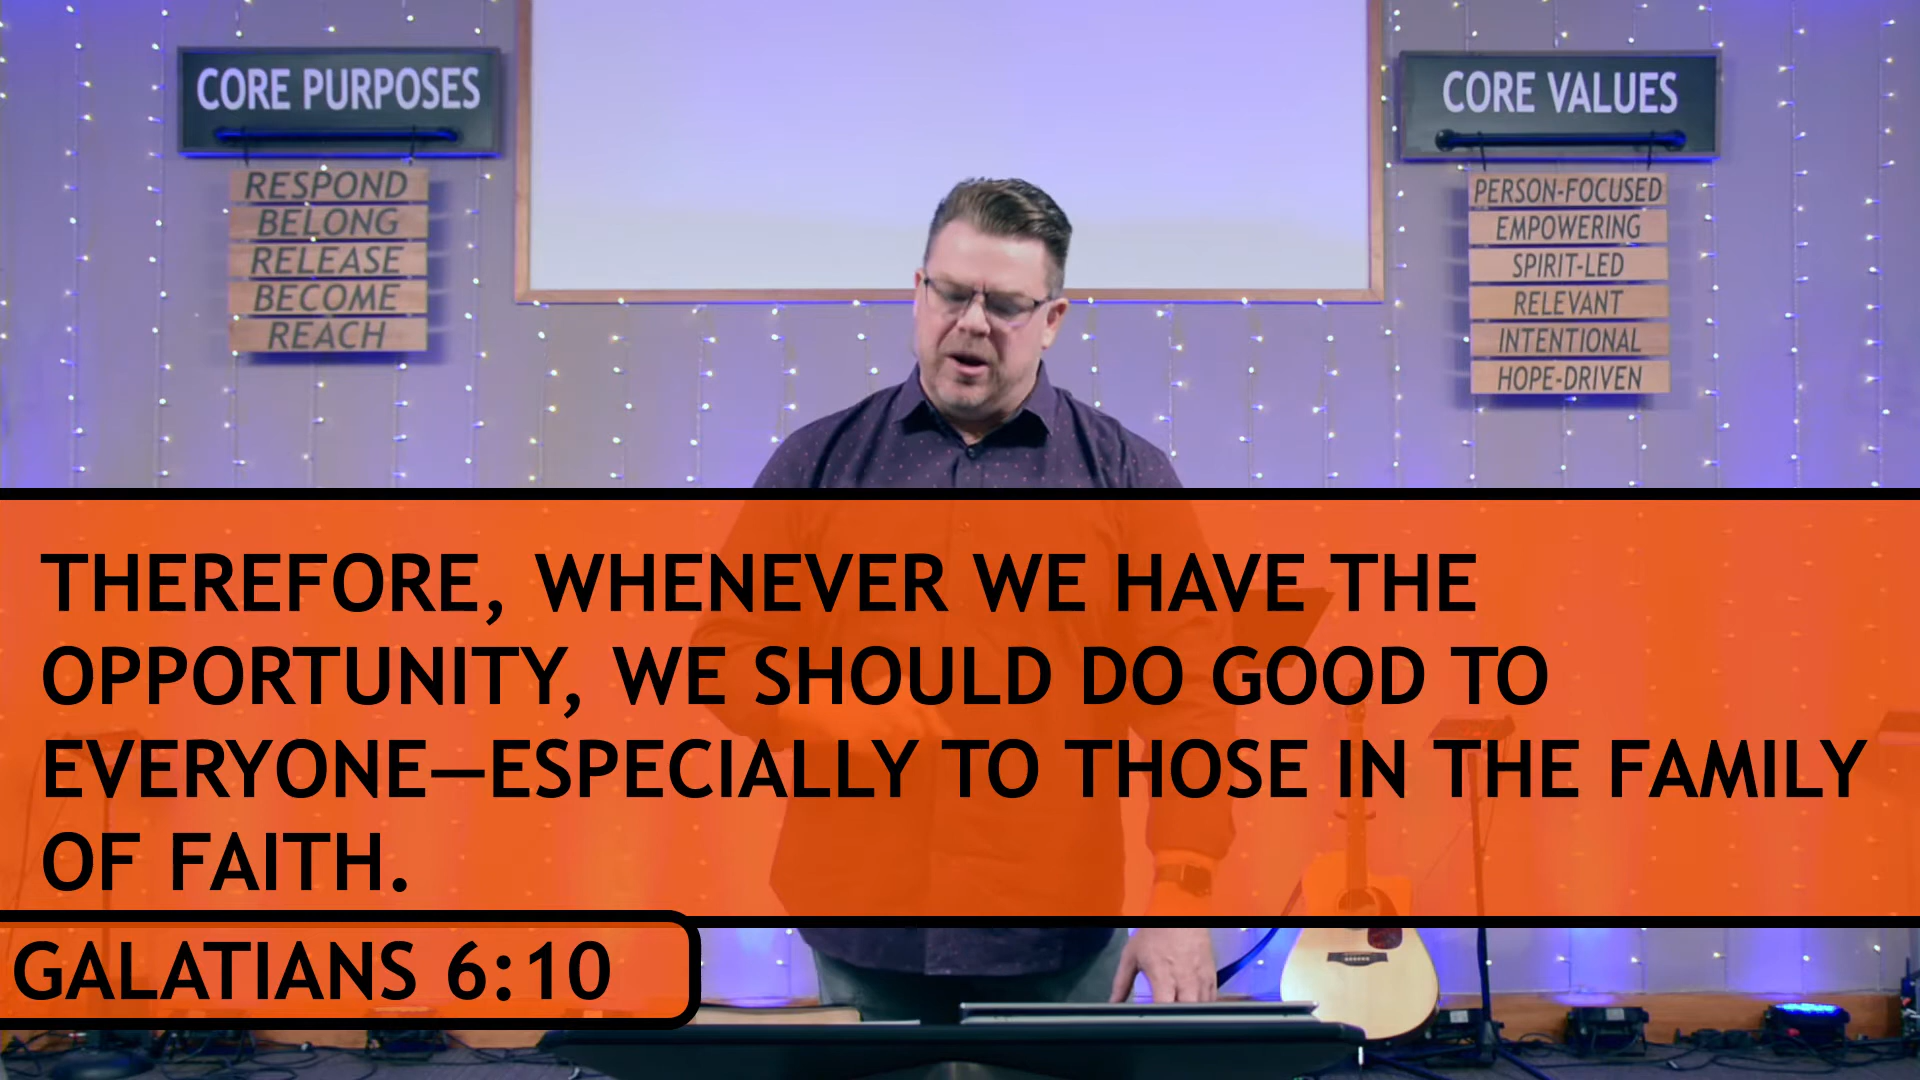 CORE PURPOSES
RESPOND
BELONG
RELEASE
BECOME
REACH
CORE VALUES
PERSON-FOCUSED
EMPOWERING
SPIRIT-LED
RELEVANT
INTENTIONAL
HOPE-DRIVEN
THEREFORE, WHENEVER WE HAVE THE
OPPORTUNITY, WE SHOULD DO GOOD TO
EVERYONE—ESPECIALLY TO THOSE IN THE FAMILY
OF FAITH.
GALATIANS 6:10